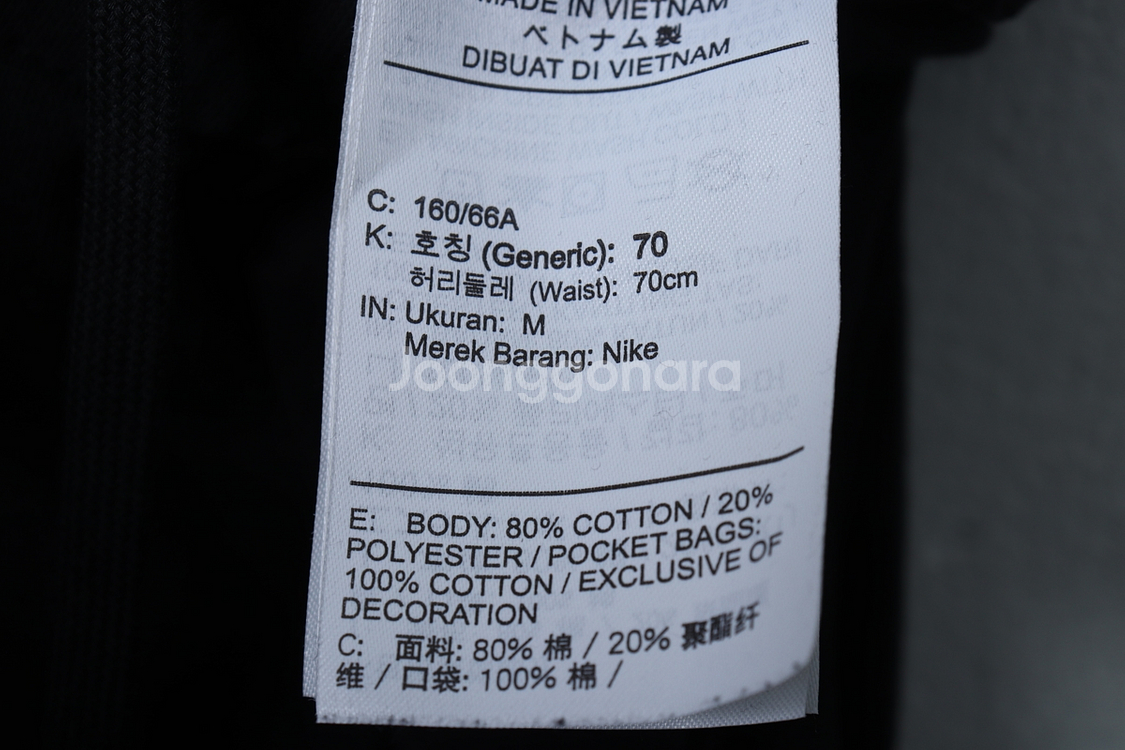 MADE IN VIETNAM
ベトナム製
DIBUAT DI VIETNAM
C: 160/66A
K: 호칭 (Generic): 70
허리둘레 (Waist): 70cm
IN: Ukuran: M
Merek Barang: Nike
Joonggonara
E: BODY: 80% COTTON / 20%
POLYESTER / POCKET BAGS:
100% COTTON / EXCLUSIVE OF
DECORATION
C: 面料: 80% 棉 / 20% 聚酯纤
维 / 口袋: 100% 棉 /